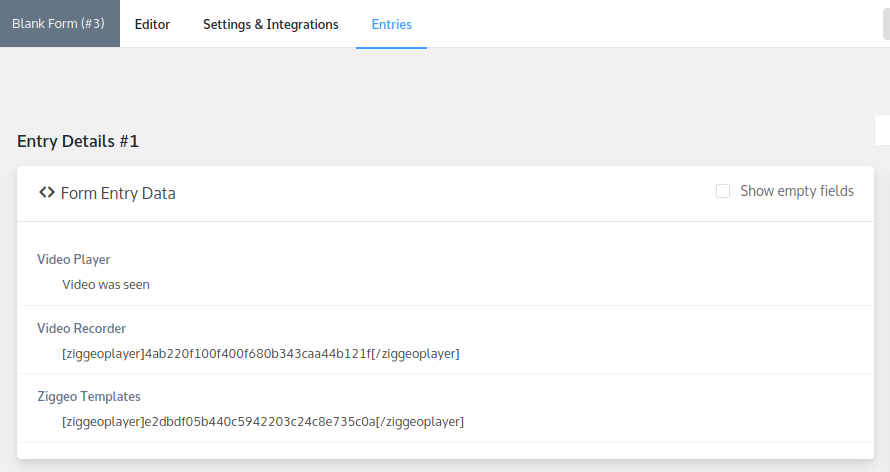 Blank Form (#3) Editor Settings & Integrations Entries
Entry Details #1
<> Form Entry Data Show empty fields
Video Player
Video was seen
Video Recorder
[ziggeoplayer]4ab220f100f400f680b343caa44b121f[/ziggeoplayer]
Ziggeo Templates
[ziggeoplayer]e2dbdf05b440c5942203c24c8e735c0a[/ziggeoplayer]